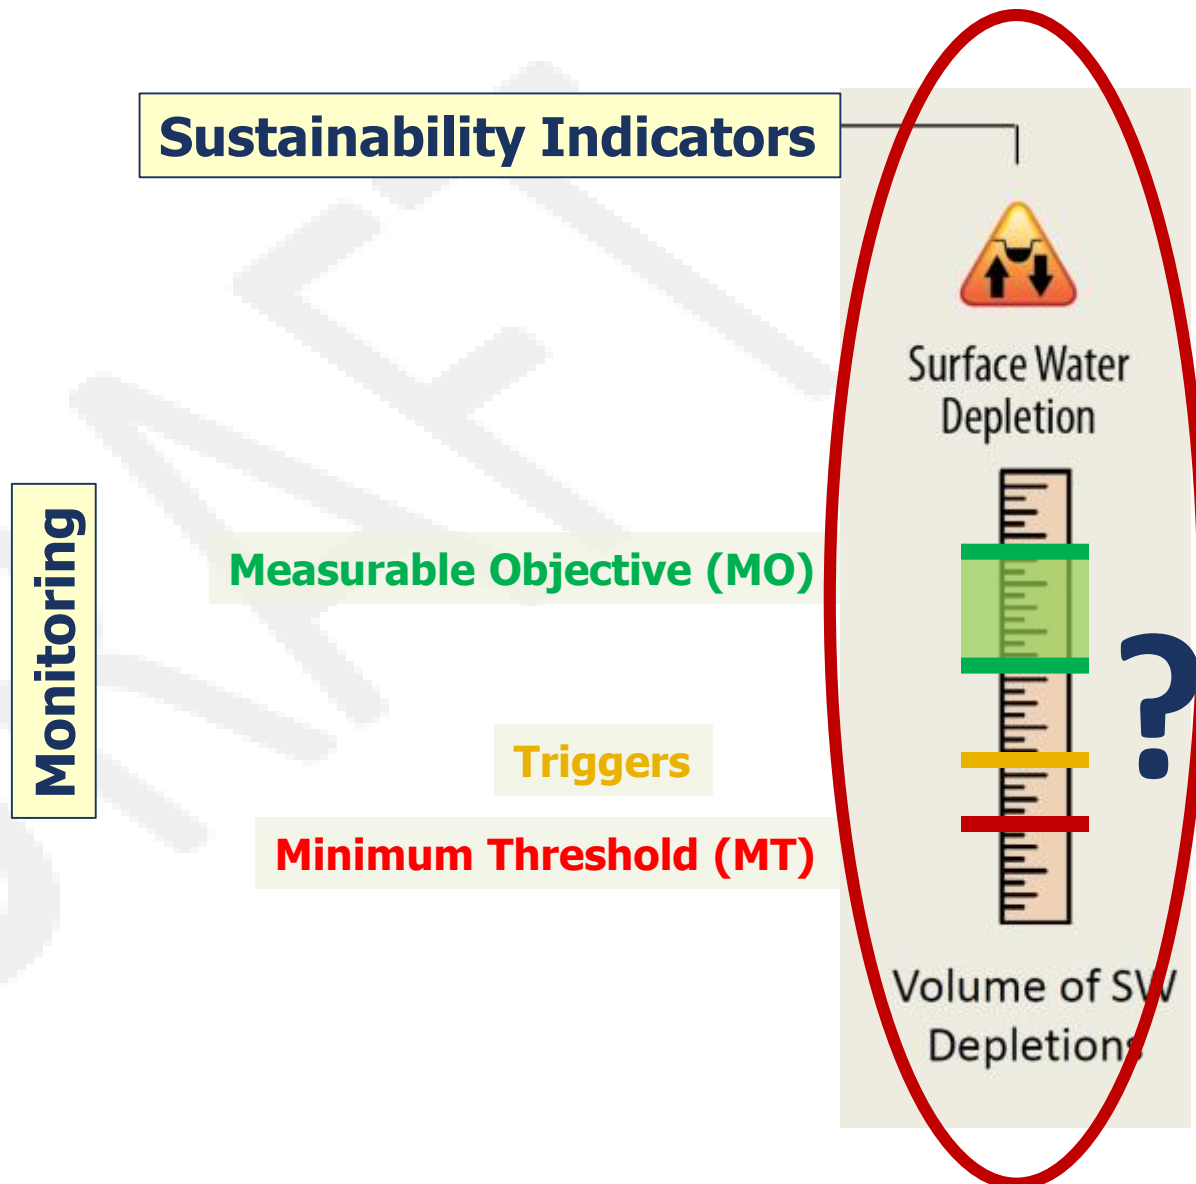 Sustainability Indicators
Surface Water
Depletion
Monitoring
Measurable Objective (MO)
?
Triggers
Minimum Threshold (MT)
Volume of SW
Depletions